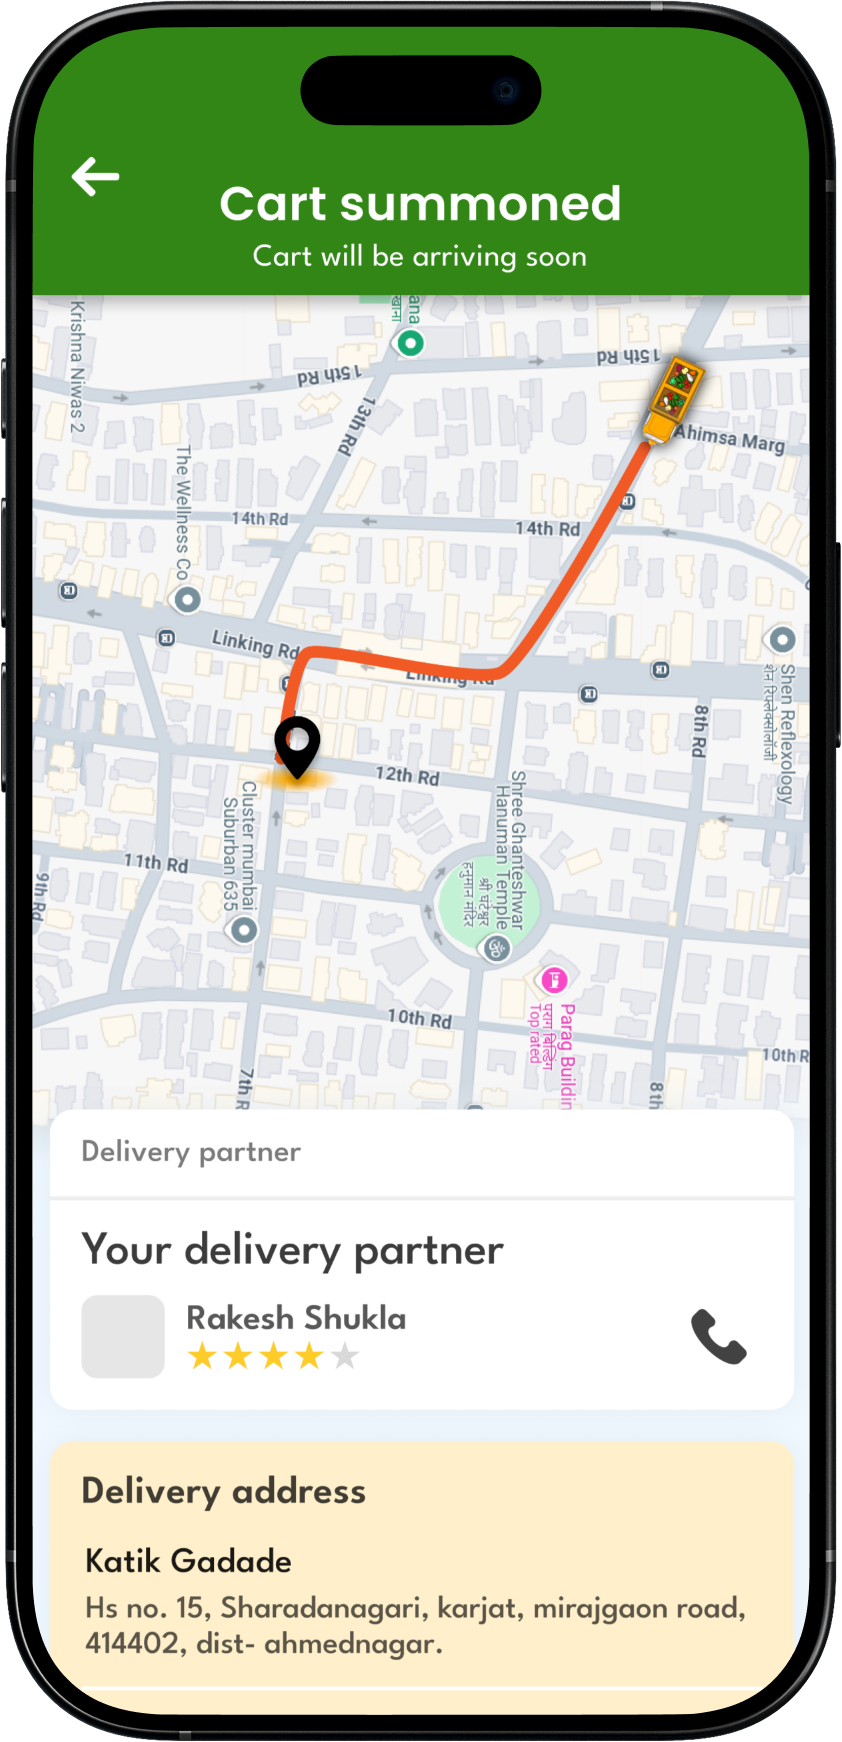 Cart summoned
Cart will be arriving soon
Krishna Niwas 2
15th Rd
15th Rd
13th Rd
Ahimsa Marg
The Wellness Co
14th Rd
14th Rd
Linking Rd
Linking Rd
8th Rd
Shen Reflexology
12th Rd
Shree Ghanteshwar
Hanuman Temple
श्री घंटेश्वर
हनुमान मंदिर
Cluster mumbai
Suburban 635
11th Rd
9th Rd
10th Rd
Parag Buildin
पराग बिल्डिंग
Top rated
10th R
7th R
8th
Delivery partner
Your delivery partner
Rakesh Shukla
Delivery address
Katik Gadade
Hs no. 15, Sharadanagari, karjat, mirajgaon road,
414402, dist- ahmednagar.